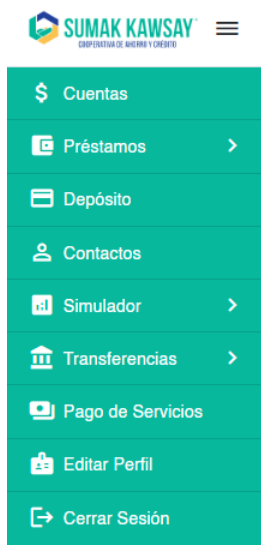 SUMAK KAWSAY
COOPERATIVA DE AHORRO Y CRÉDITO
Cuentas
Préstamos
Depósito
Contactos
Simulador
Transferencias
Pago de Servicios
Editar Perfil
Cerrar Sesión